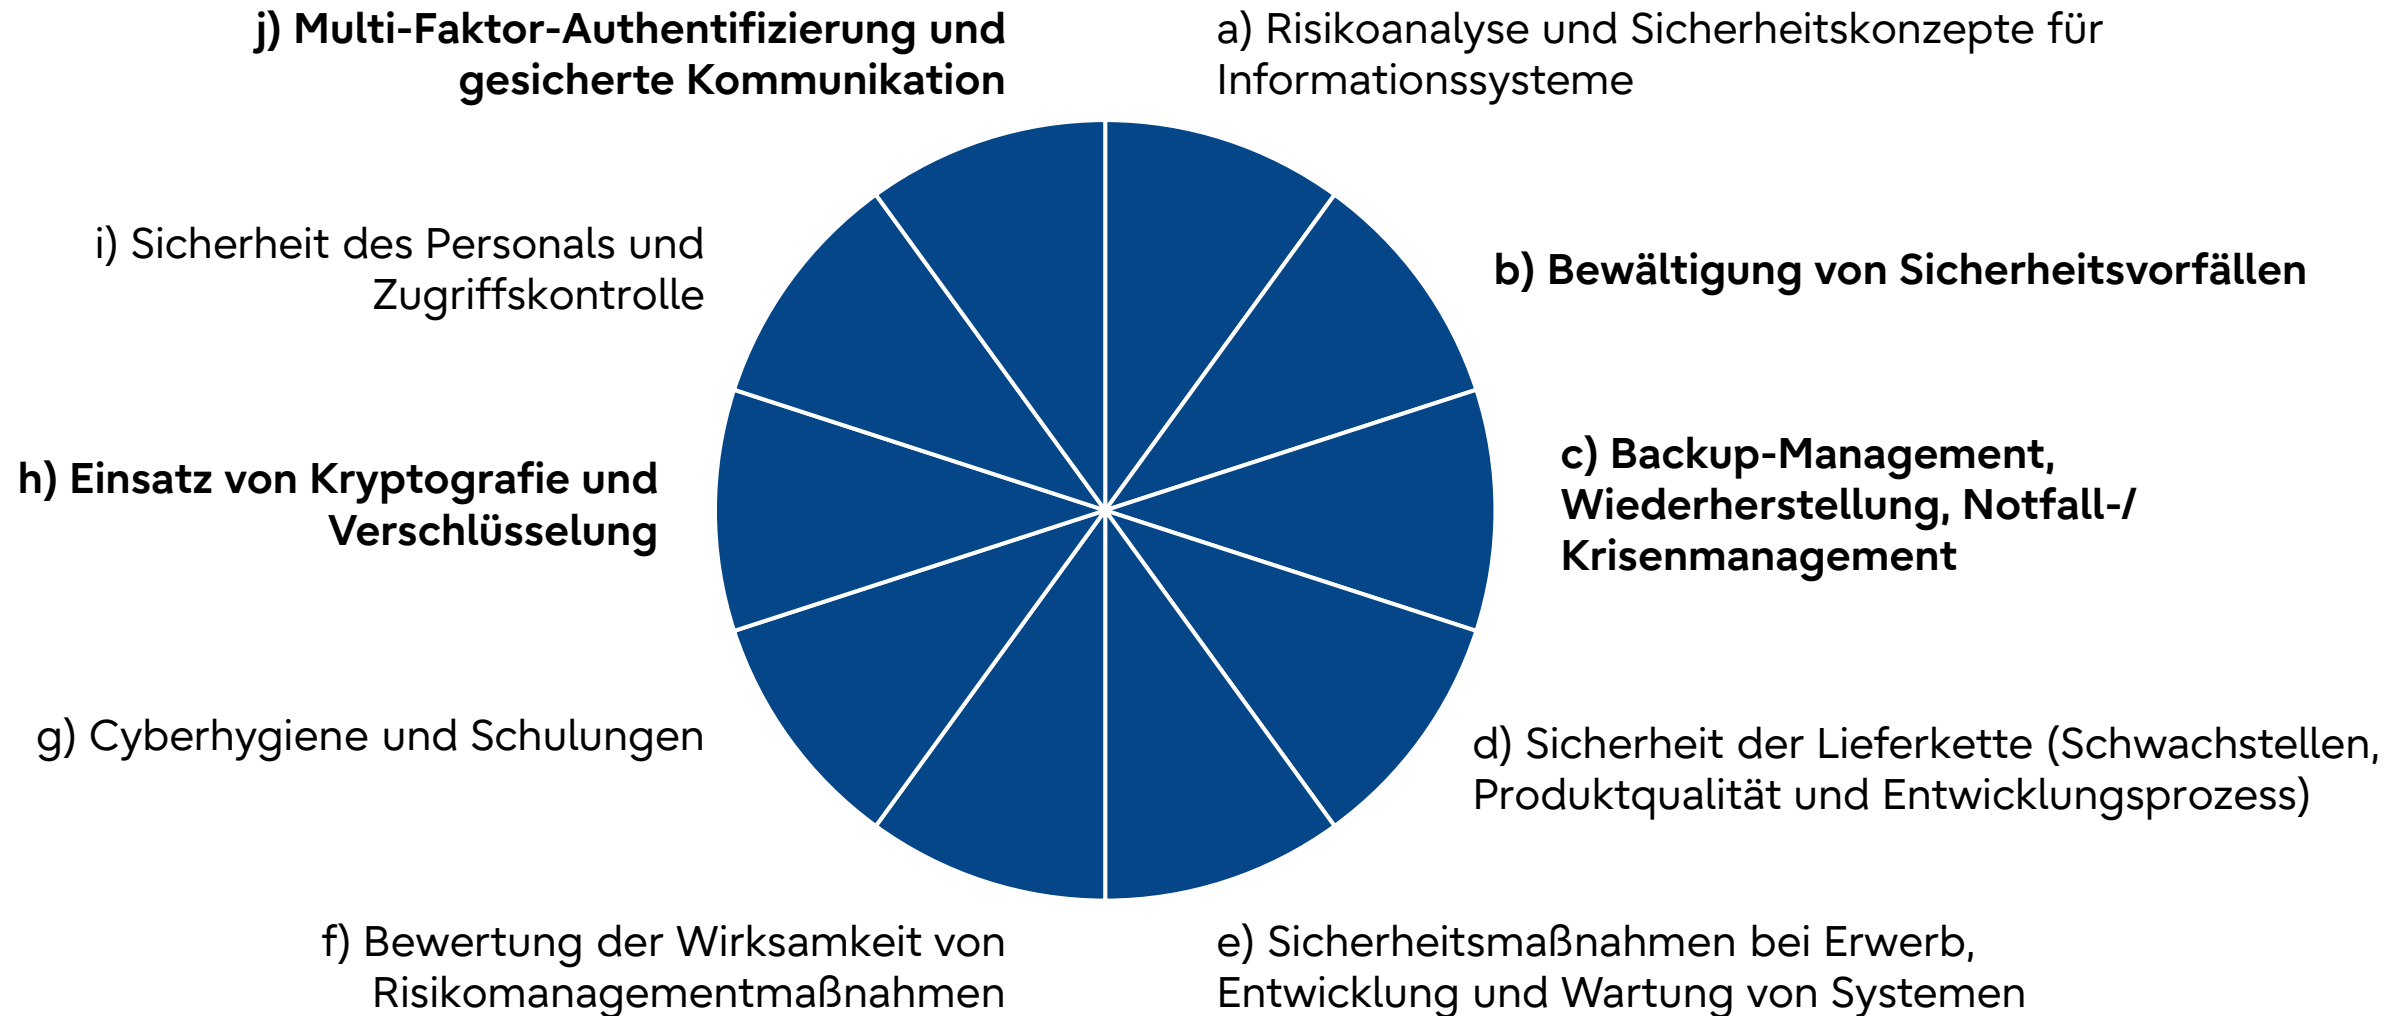 j) Multi-Faktor-Authentifizierung und
gesicherte Kommunikation
a) Risikoanalyse und Sicherheitskonzepte für
Informationssysteme
i) Sicherheit des Personals und
Zugriffskontrolle
b) Bewältigung von Sicherheitsvorfällen
h) Einsatz von Kryptografie und
Verschlüsselung
c) Backup-Management,
Wiederherstellung, Notfall-/
Krisenmanagement
g) Cyberhygiene und Schulungen
d) Sicherheit der Lieferkette (Schwachstellen,
Produktqualität und Entwicklungsprozess)
f) Bewertung der Wirksamkeit von
Risikomanagementmaßnahmen
e) Sicherheitsmaßnahmen bei Erwerb,
Entwicklung und Wartung von Systemen